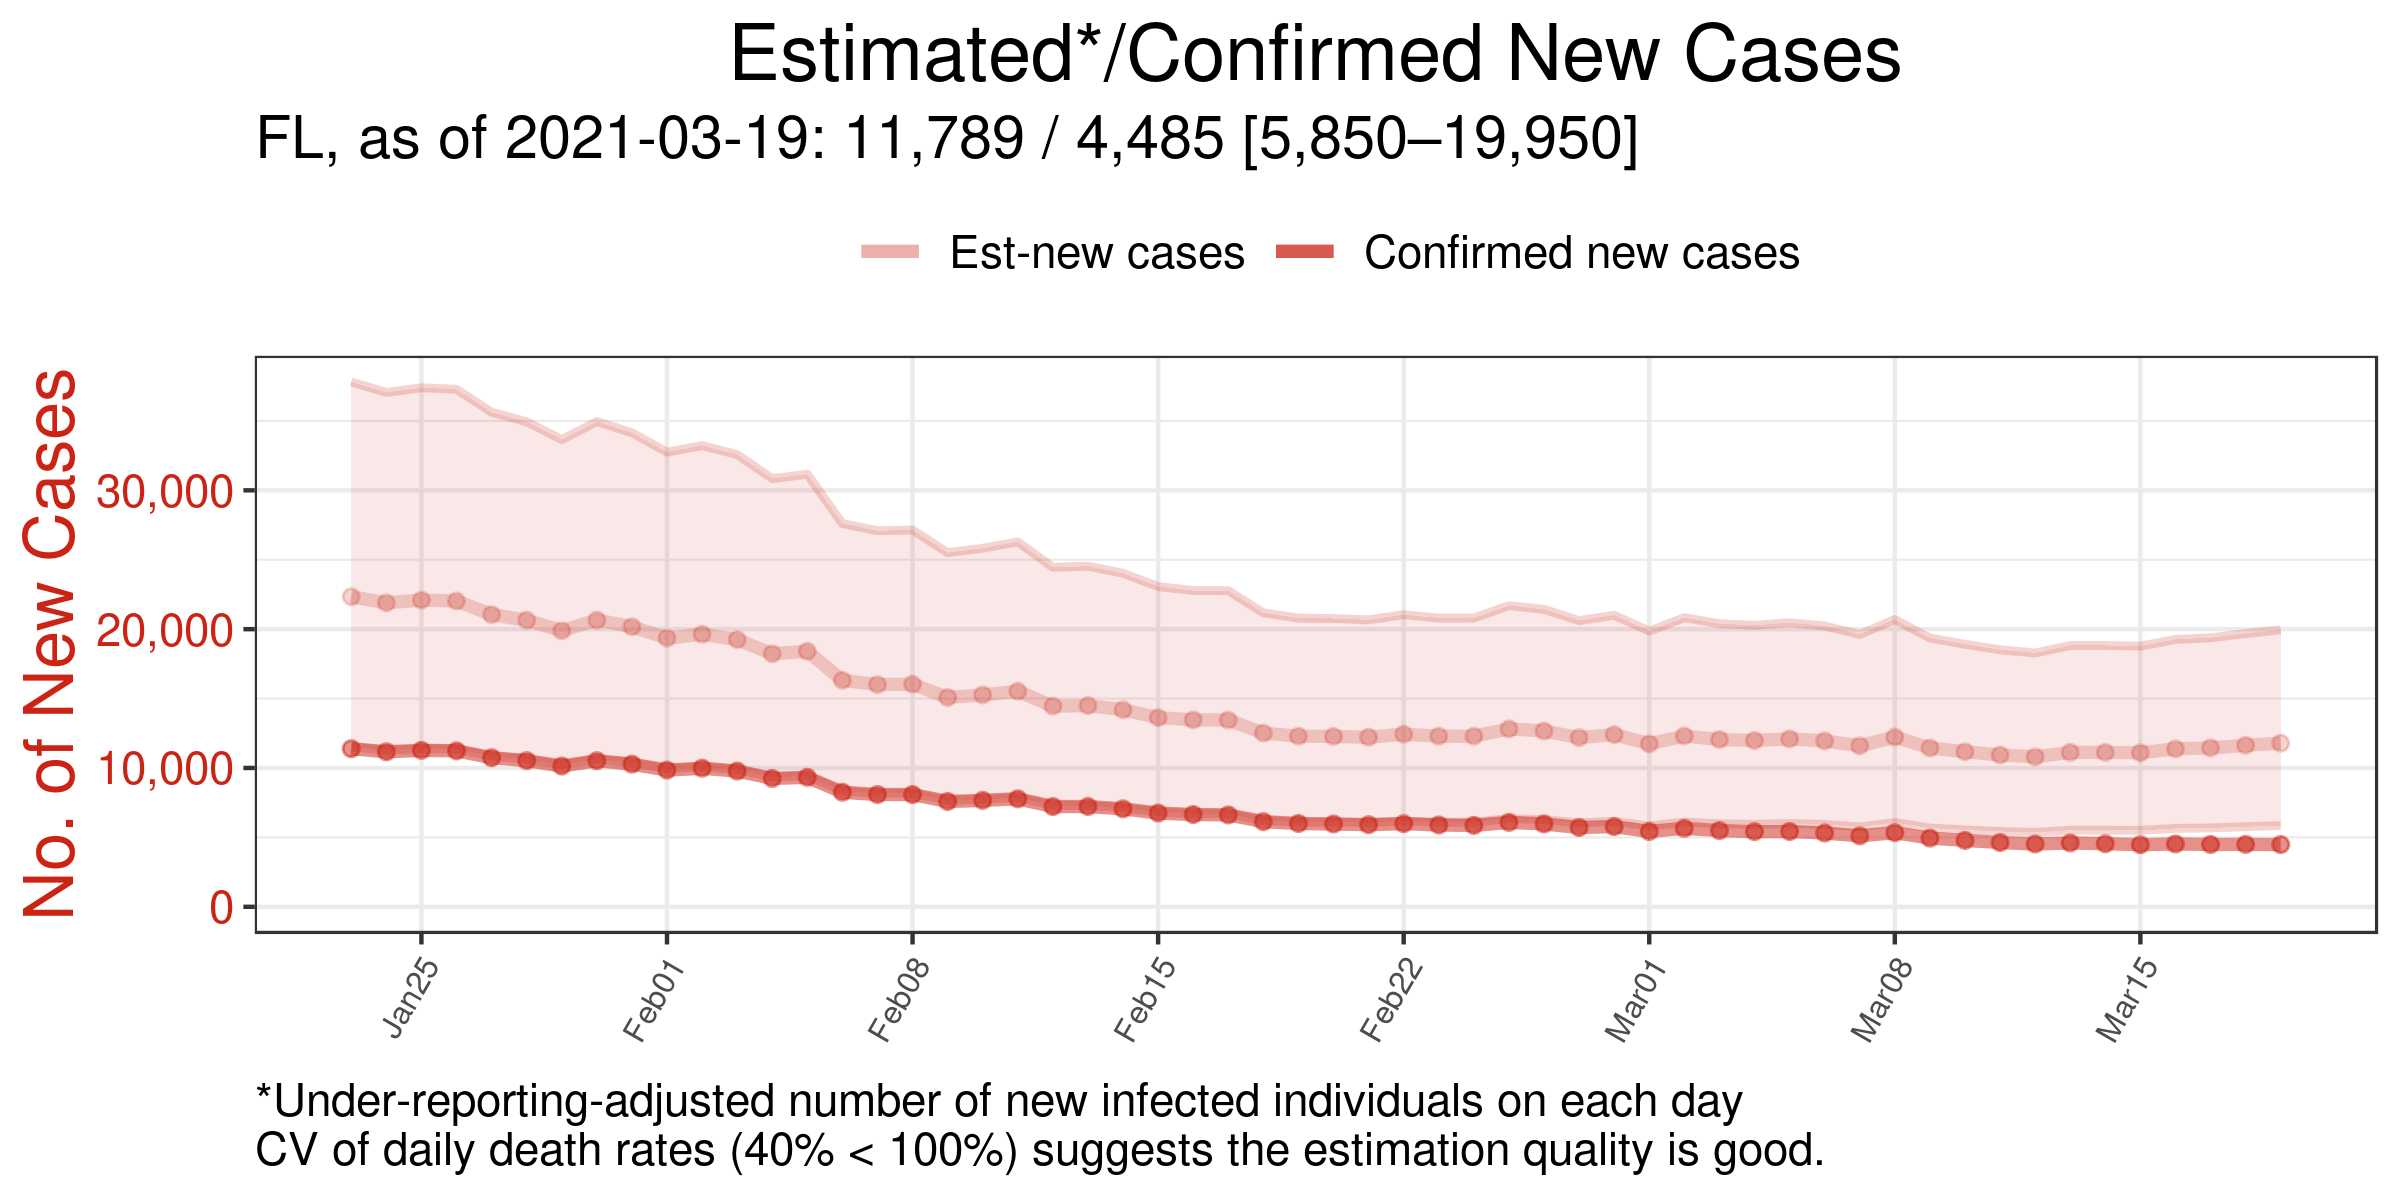 Estimated*/Confirmed New Cases
FL, as of 2021-03-19: 11,789 / 4,485 [5,850–19,950]
Est-new cases Confirmed new cases
No. of New Cases
30,000
20,000
10,000
0
Jan25 Feb01 Feb08 Feb15 Feb22 Mar01 Mar08 Mar15
*Under-reporting-adjusted number of new infected individuals on each day
CV of daily death rates (40% < 100%) suggests the estimation quality is good.